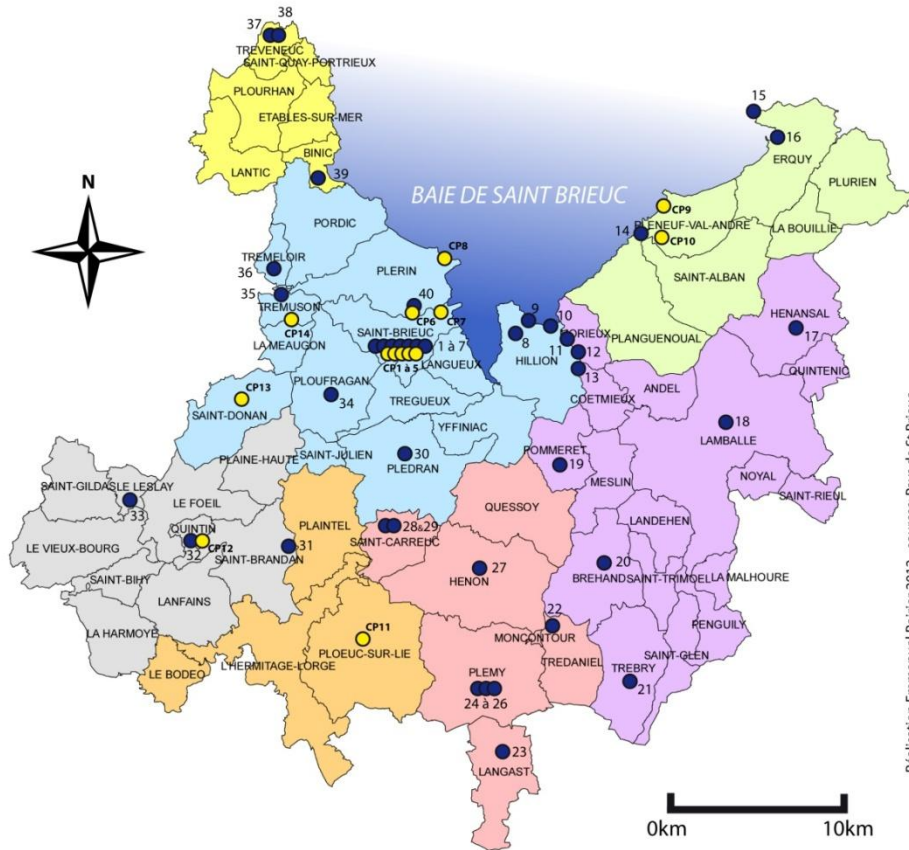 37
38
TREVENEUC
SAINT-QUAY-PORTRIEUX
PLOURHAN
ETABLES-SUR-MER
LANTIC
BINIC
39
N
BAIE DE SAINT BRIEUC
15
16
ERQUY
PLURIEN
CP9
PLENEUF-VAL-ANDRE
14
CP10
LA BOUILLIE
SAINT-ALBAN
PLANGUENOUAL
PORDIC
CP8
TREMELOIR
36
PLERIN
35
TREMUSON
40
CP6
CP7
CP14
LA MEAUGON
SAINT-BRIEUC
1 à 7
CP1 à 5
LANGUEUX
9
10
8
11
MORIEUX
HILLION
12
13
COETMIEUX
HENANSAL
17
QUINTENIC
ANDEL
18
LAMBALLE
CP13
SAINT-DONAN
PLOUFRAGAN
34
TREGUEUX
YFFINIAC
SAINT-JULIEN
30
PLEDRAN
POMMERET
19
MESLIN
NOYAL
SAINT-RIEUL
PLAINE-HAUTE
SAINT-GILDAS
LE LESLAY
33
LE FOEIL
QUINTIN
32
CP12
LE VIEUX-BOURG
SAINT-BRANDAN
31
PLAINTEL
28&29
SAINT-CARREUC
QUESSOY
LANDEHEN
SAINT-BIHY
LANFAINS
LA HARMOYE
27
HENON
20
BREHAND
SAINT-TRIMOEL
LA MALHOURE
PENGUILY
SAINT-GLEN
22
MONCONTOUR
TREDANIEL
TREBRY
21
CP11
PLOEUC-SUR-LIE
L'HERMITAGE-LORGE
LE BODEO
PLEMY
24 à 26
23
LANGAST
0km
10km